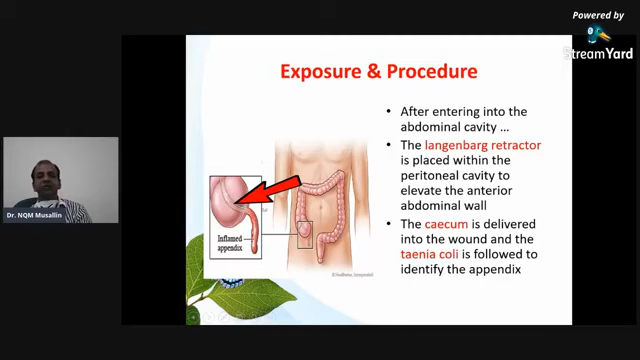 Powered by
StreamYard
Exposure & Procedure
• After entering into the
abdominal cavity ...
• The langenbarg retractor
is placed within the
peritoneal cavity to
elevate the anterior
abdominal wall
• The caecum is delivered
into the wound and the
taenia coli is followed to
identify the appendix
Inflamed
appendix
Dr. NQM Musallin